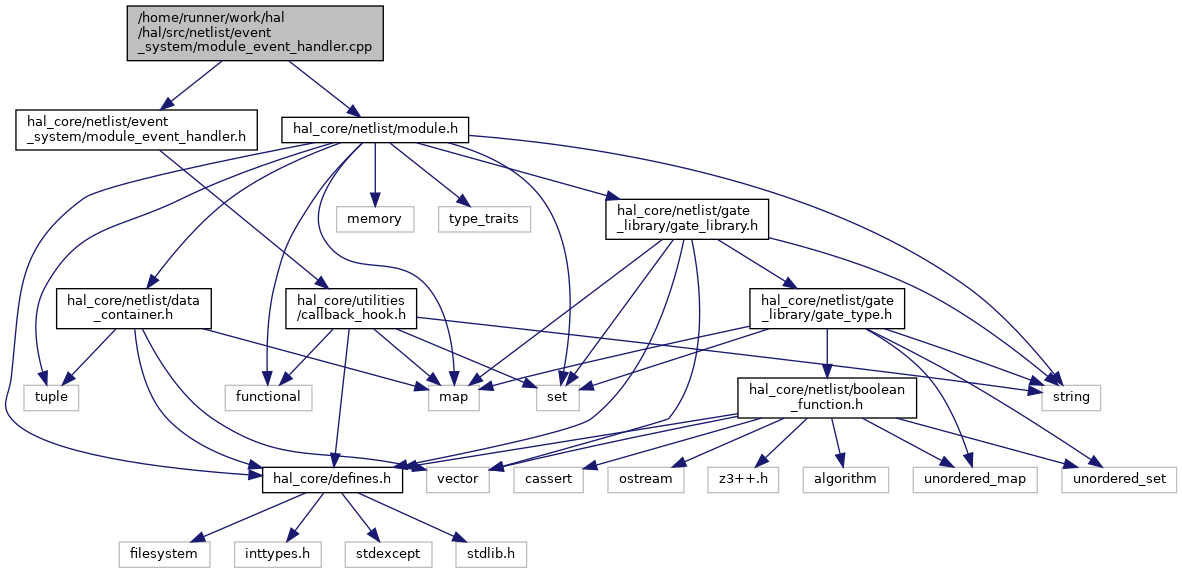 /home/runner/work/hal
/hal/src/netlist/event
_system/module_event_handler.cpp
hal_core/netlist/event
_system/module_event_handler.h
hal_core/netlist/module.h
memory
type_traits
hal_core/netlist/gate
_library/gate_library.h
hal_core/netlist/data
_container.h
hal_core/utilities
/callback_hook.h
hal_core/netlist/gate
_library/gate_type.h
tuple
functional
map
set
hal_core/netlist/boolean
_function.h
string
hal_core/defines.h
vector
cassert
ostream
z3++.h
algorithm
unordered_map
unordered_set
filesystem
inttypes.h
stdexcept
stdlib.h